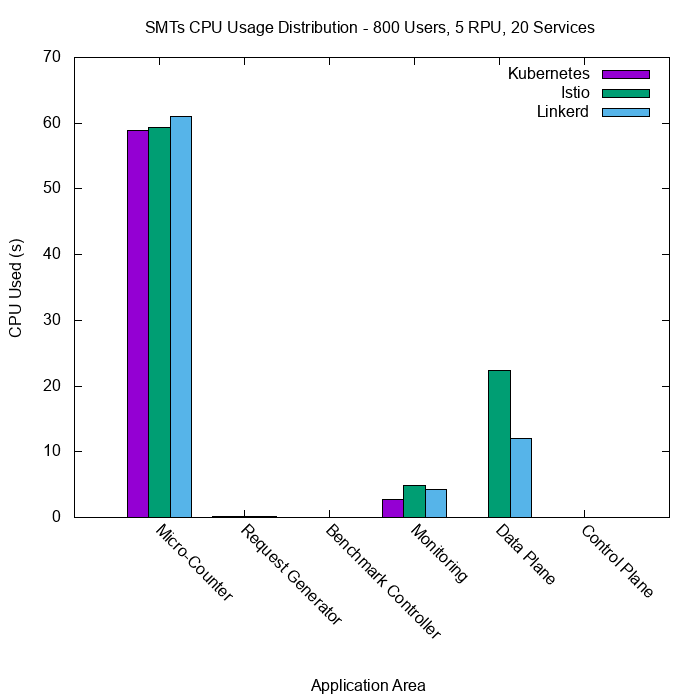 SMTs CPU Usage Distribution - 800 Users, 5 RPU, 20 Services
Kubernetes
Istio
Linkerd
CPU Used (s)
70
60
50
40
30
20
10
0
Micro-Counter
Request Generator
Benchmark Controller
Monitoring
Data Plane
Control Plane
Application Area